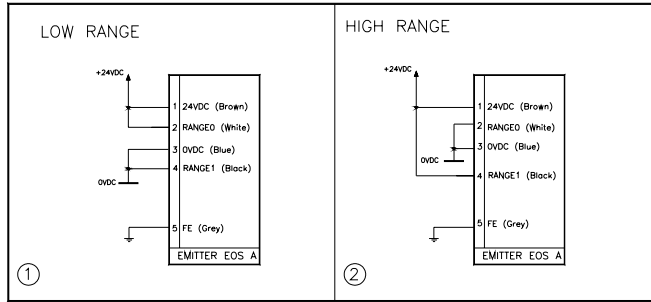 LOW RANGE
+24VDC
1 24VDC (Brown)
2 RANGE0 (White)
3 0VDC (Blue)
4 RANGE1 (Black)
0VDC
5 FE (Grey)
EMITTER EOS A
1
HIGH RANGE
+24VDC
1 24VDC (Brown)
2 RANGE0 (White)
3 0VDC (Blue)
0VDC
4 RANGE1 (Black)
5 FE (Grey)
EMITTER EOS A
2